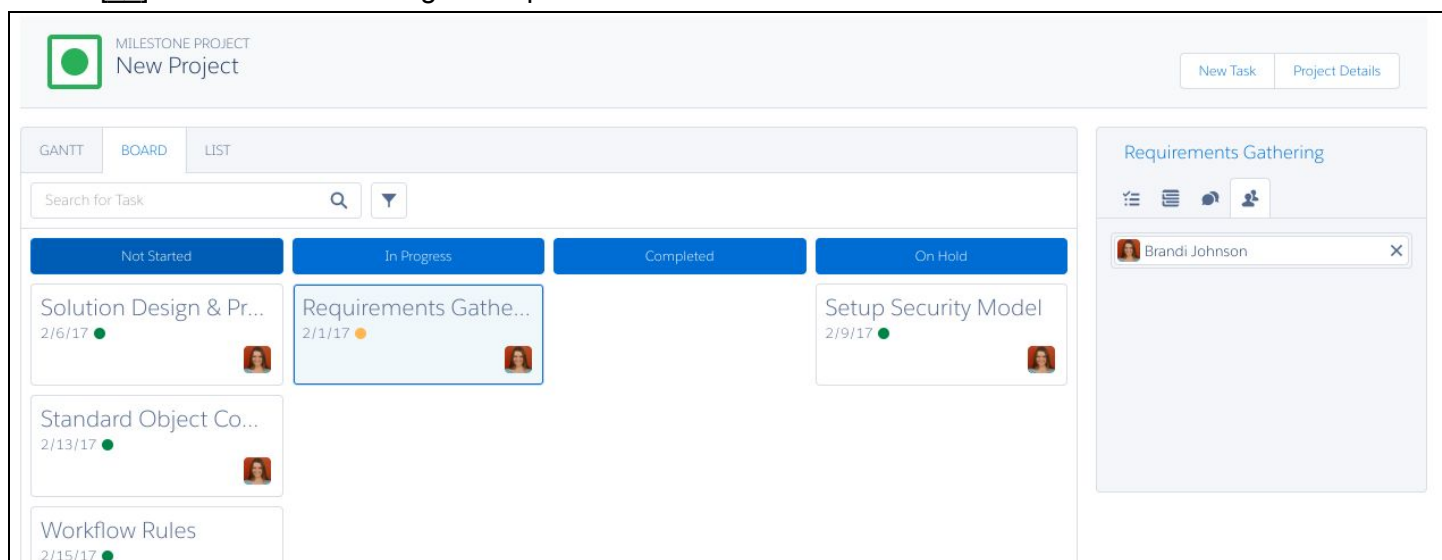 MILESTONE PROJECT
New Project
New Task Project Details
GANTT BOARD LIST
Search for Task
Not Started In Progress Completed On Hold
Solution Design & Pr...
2/6/17
Requirements Gathe...
2/1/17
Setup Security Model
2/9/17
Standard Object Co...
2/13/17
Workflow Rules
2/15/17
Requirements Gathering
Brandi Johnson